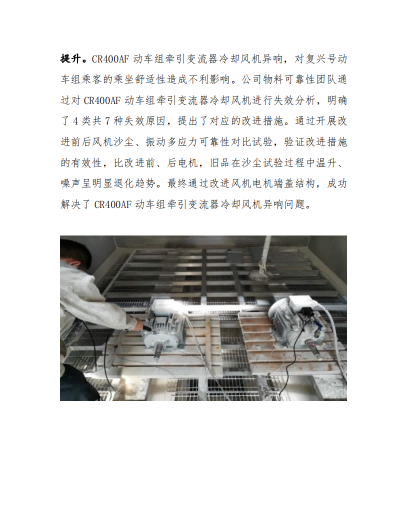 提升。CR400AF 动车组牵引变流器冷却风机异响，对复兴号动
车组乘客的乘坐舒适性造成不利影响。公司物料可靠性团队通
过对 CR400AF 动车组牵引变流器冷却风机进行失效分析，明确
了 4 类共 7 种失效原因，提出了对应的改进措施。通过开展改
进前后风机沙尘、振动多应力可靠性对比试验，验证改进措施
的有效性，比改进前、后电机，旧品在沙尘试验过程中温升、
噪声呈明显退化趋势。最终通过改进风机电机端盖结构，成功
解决了 CR400AF 动车组牵引变流器冷却风机异响问题。